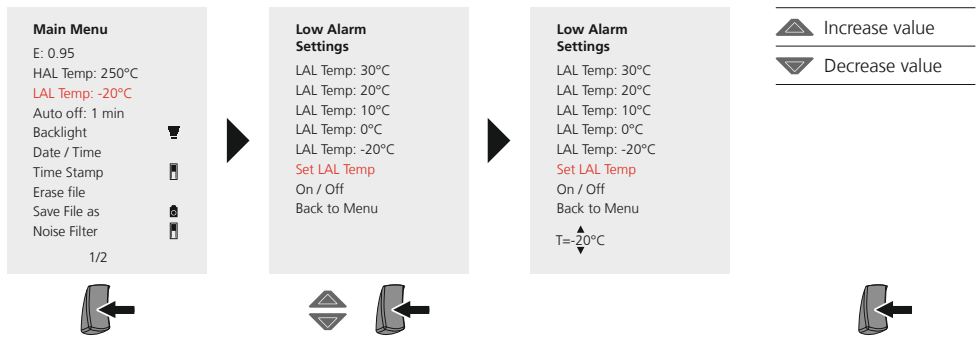 Main Menu
E: 0.95
HAL Temp: 250°C
LAL Temp: -20°C
Auto off: 1 min
Backlight
Date / Time
Time Stamp
Erase file
Save File as
Noise Filter
1/2
Low Alarm
Settings
LAL Temp: 30°C
LAL Temp: 20°C
LAL Temp: 10°C
LAL Temp: 0°C
LAL Temp: -20°C
Set LAL Temp
On / Off
Back to Menu
Low Alarm
Settings
LAL Temp: 30°C
LAL Temp: 20°C
LAL Temp: 10°C
LAL Temp: 0°C
LAL Temp: -20°C
Set LAL Temp
On / Off
Back to Menu
T=-20°C
Increase value
Decrease value